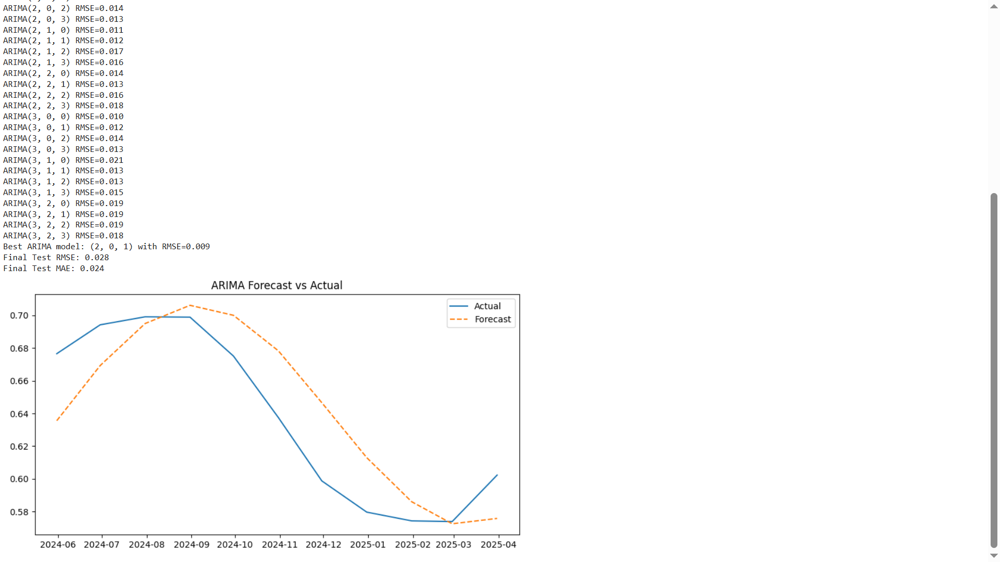 ARIMA(2, 0, 2) RMSE=0.014
ARIMA(2, 0, 3) RMSE=0.013
ARIMA(2, 1, 0) RMSE=0.011
ARIMA(2, 1, 1) RMSE=0.012
ARIMA(2, 1, 2) RMSE=0.017
ARIMA(2, 1, 3) RMSE=0.016
ARIMA(2, 2, 0) RMSE=0.014
ARIMA(2, 2, 1) RMSE=0.013
ARIMA(2, 2, 2) RMSE=0.016
ARIMA(2, 2, 3) RMSE=0.018
ARIMA(3, 0, 0) RMSE=0.010
ARIMA(3, 0, 1) RMSE=0.012
ARIMA(3, 0, 2) RMSE=0.014
ARIMA(3, 0, 3) RMSE=0.013
ARIMA(3, 1, 0) RMSE=0.021
ARIMA(3, 1, 1) RMSE=0.013
ARIMA(3, 1, 2) RMSE=0.013
ARIMA(3, 1, 3) RMSE=0.015
ARIMA(3, 2, 0) RMSE=0.019
ARIMA(3, 2, 1) RMSE=0.019
ARIMA(3, 2, 2) RMSE=0.019
ARIMA(3, 2, 3) RMSE=0.018
Best ARIMA model: (2, 0, 1) with RMSE=0.009
Final Test RMSE: 0.028
Final Test MAE: 0.024
ARIMA Forecast vs Actual
Actual
Forecast
0.70
0.68
0.66
0.64
0.62
0.60
0.58
2024-06 2024-07 2024-08 2024-09 2024-10 2024-11 2024-12 2025-01 2025-02 2025-03 2025-04